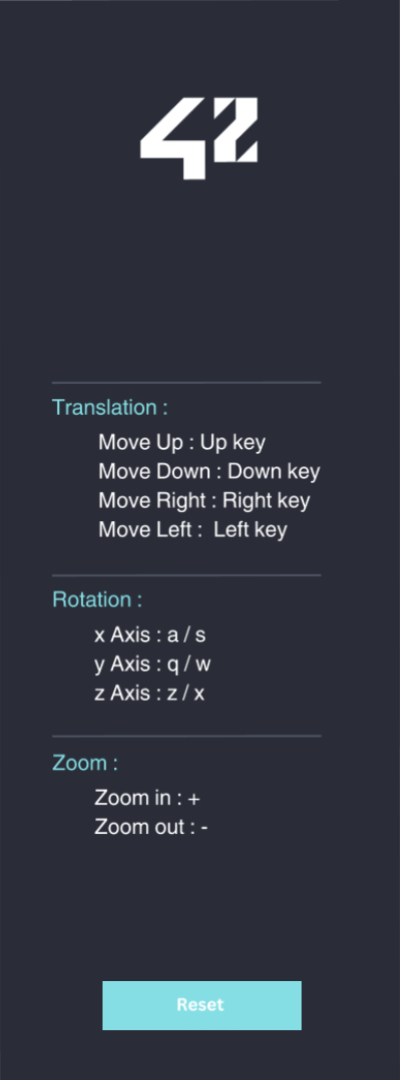 42
Translation :
Move Up : Up key
Move Down : Down key
Move Right : Right key
Move Left :  Left key
Rotation :
x Axis : a / s
y Axis : q / w
z Axis : z / x
Zoom :
Zoom in : +
Zoom out : -
Reset